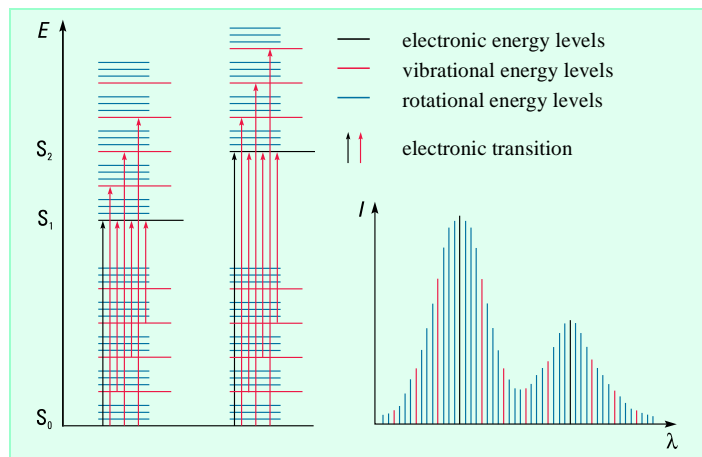 E
electronic energy levels
vibrational energy levels
rotational energy levels
S₂
electronic transition
S₁
I
S₀
λ